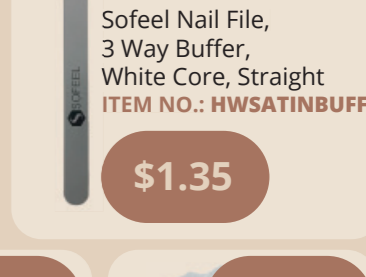 Sofeel Nail File,
3 Way Buffer,
White Core, Straight
ITEM NO.: HWSATINBUFF
$1.35
SOFEEL